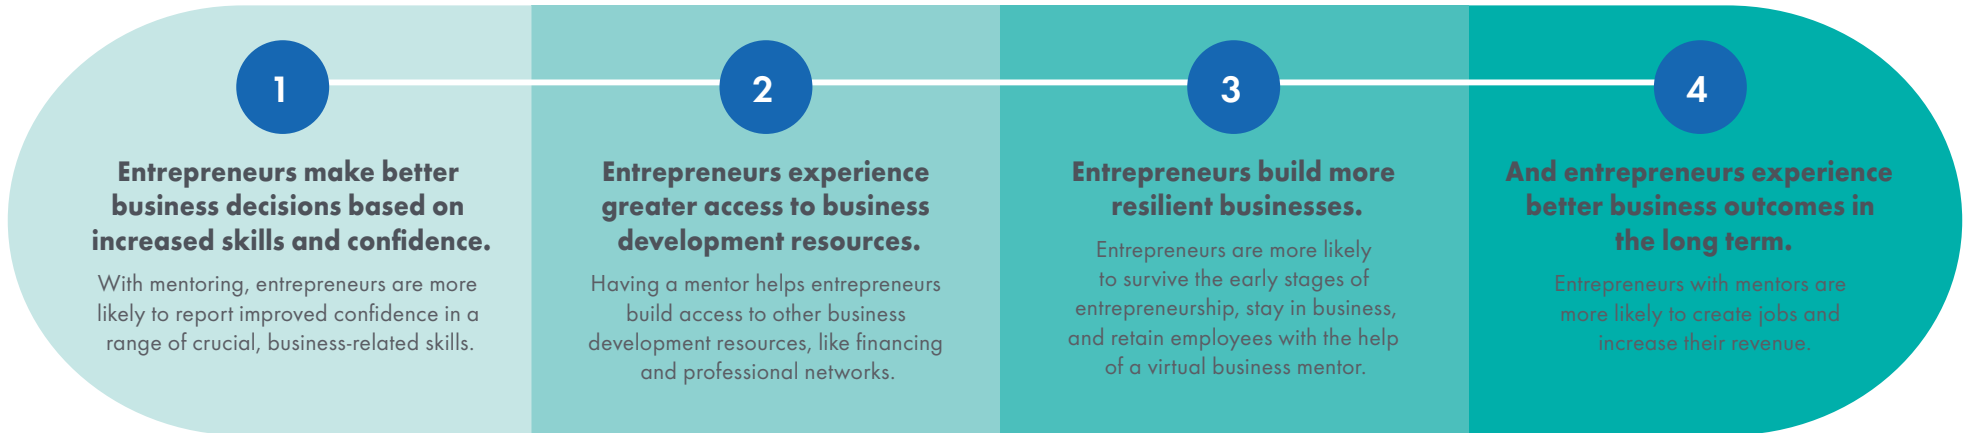 1
Entrepreneurs make better
business decisions based on
increased skills and confidence.
With mentoring, entrepreneurs are more
likely to report improved confidence in a
range of crucial, business-related skills.
2
Entrepreneurs experience
greater access to business
development resources.
Having a mentor helps entrepreneurs
build access to other business
development resources, like financing
and professional networks.
3
Entrepreneurs build more
resilient businesses.
Entrepreneurs are more likely
to survive the early stages of
entrepreneurship, stay in business,
and retain employees with the help
of a virtual business mentor.
4
And entrepreneurs experience
better business outcomes in
the long term.
Entrepreneurs with mentors are
more likely to create jobs and
increase their revenue.